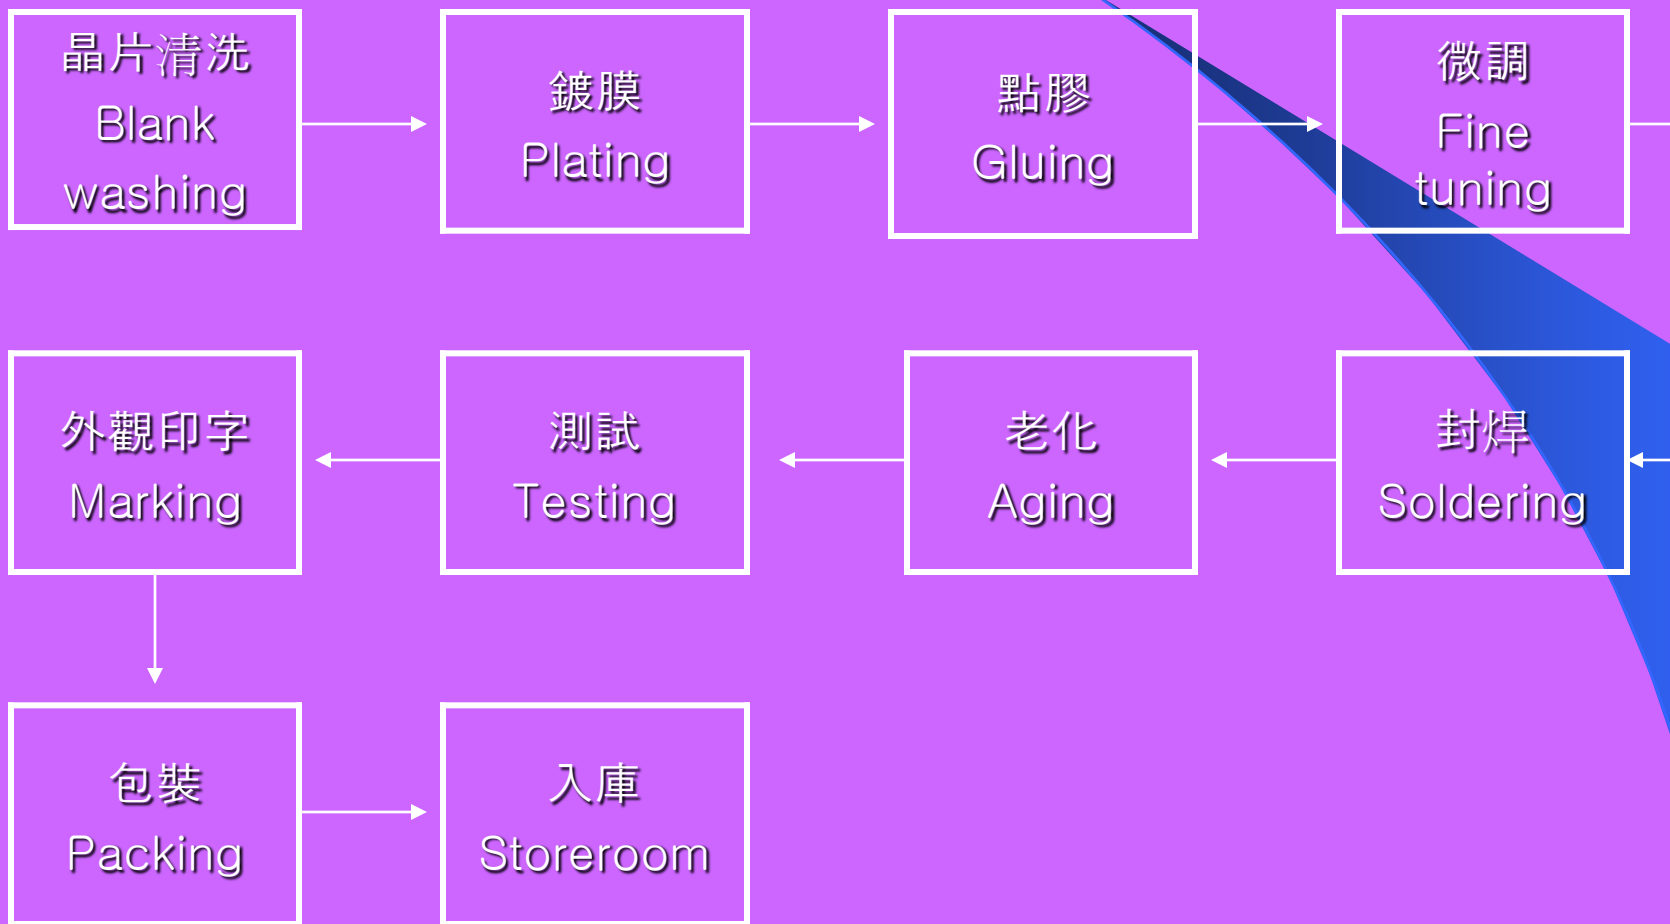 晶片清洗
Blank
washing
鍍膜
Plating
點膠
Gluing
微調
Fine
tuning
封焊
Soldering
老化
Aging
測試
Testing
外觀印字
Marking
包裝
Packing
入庫
Storeroom